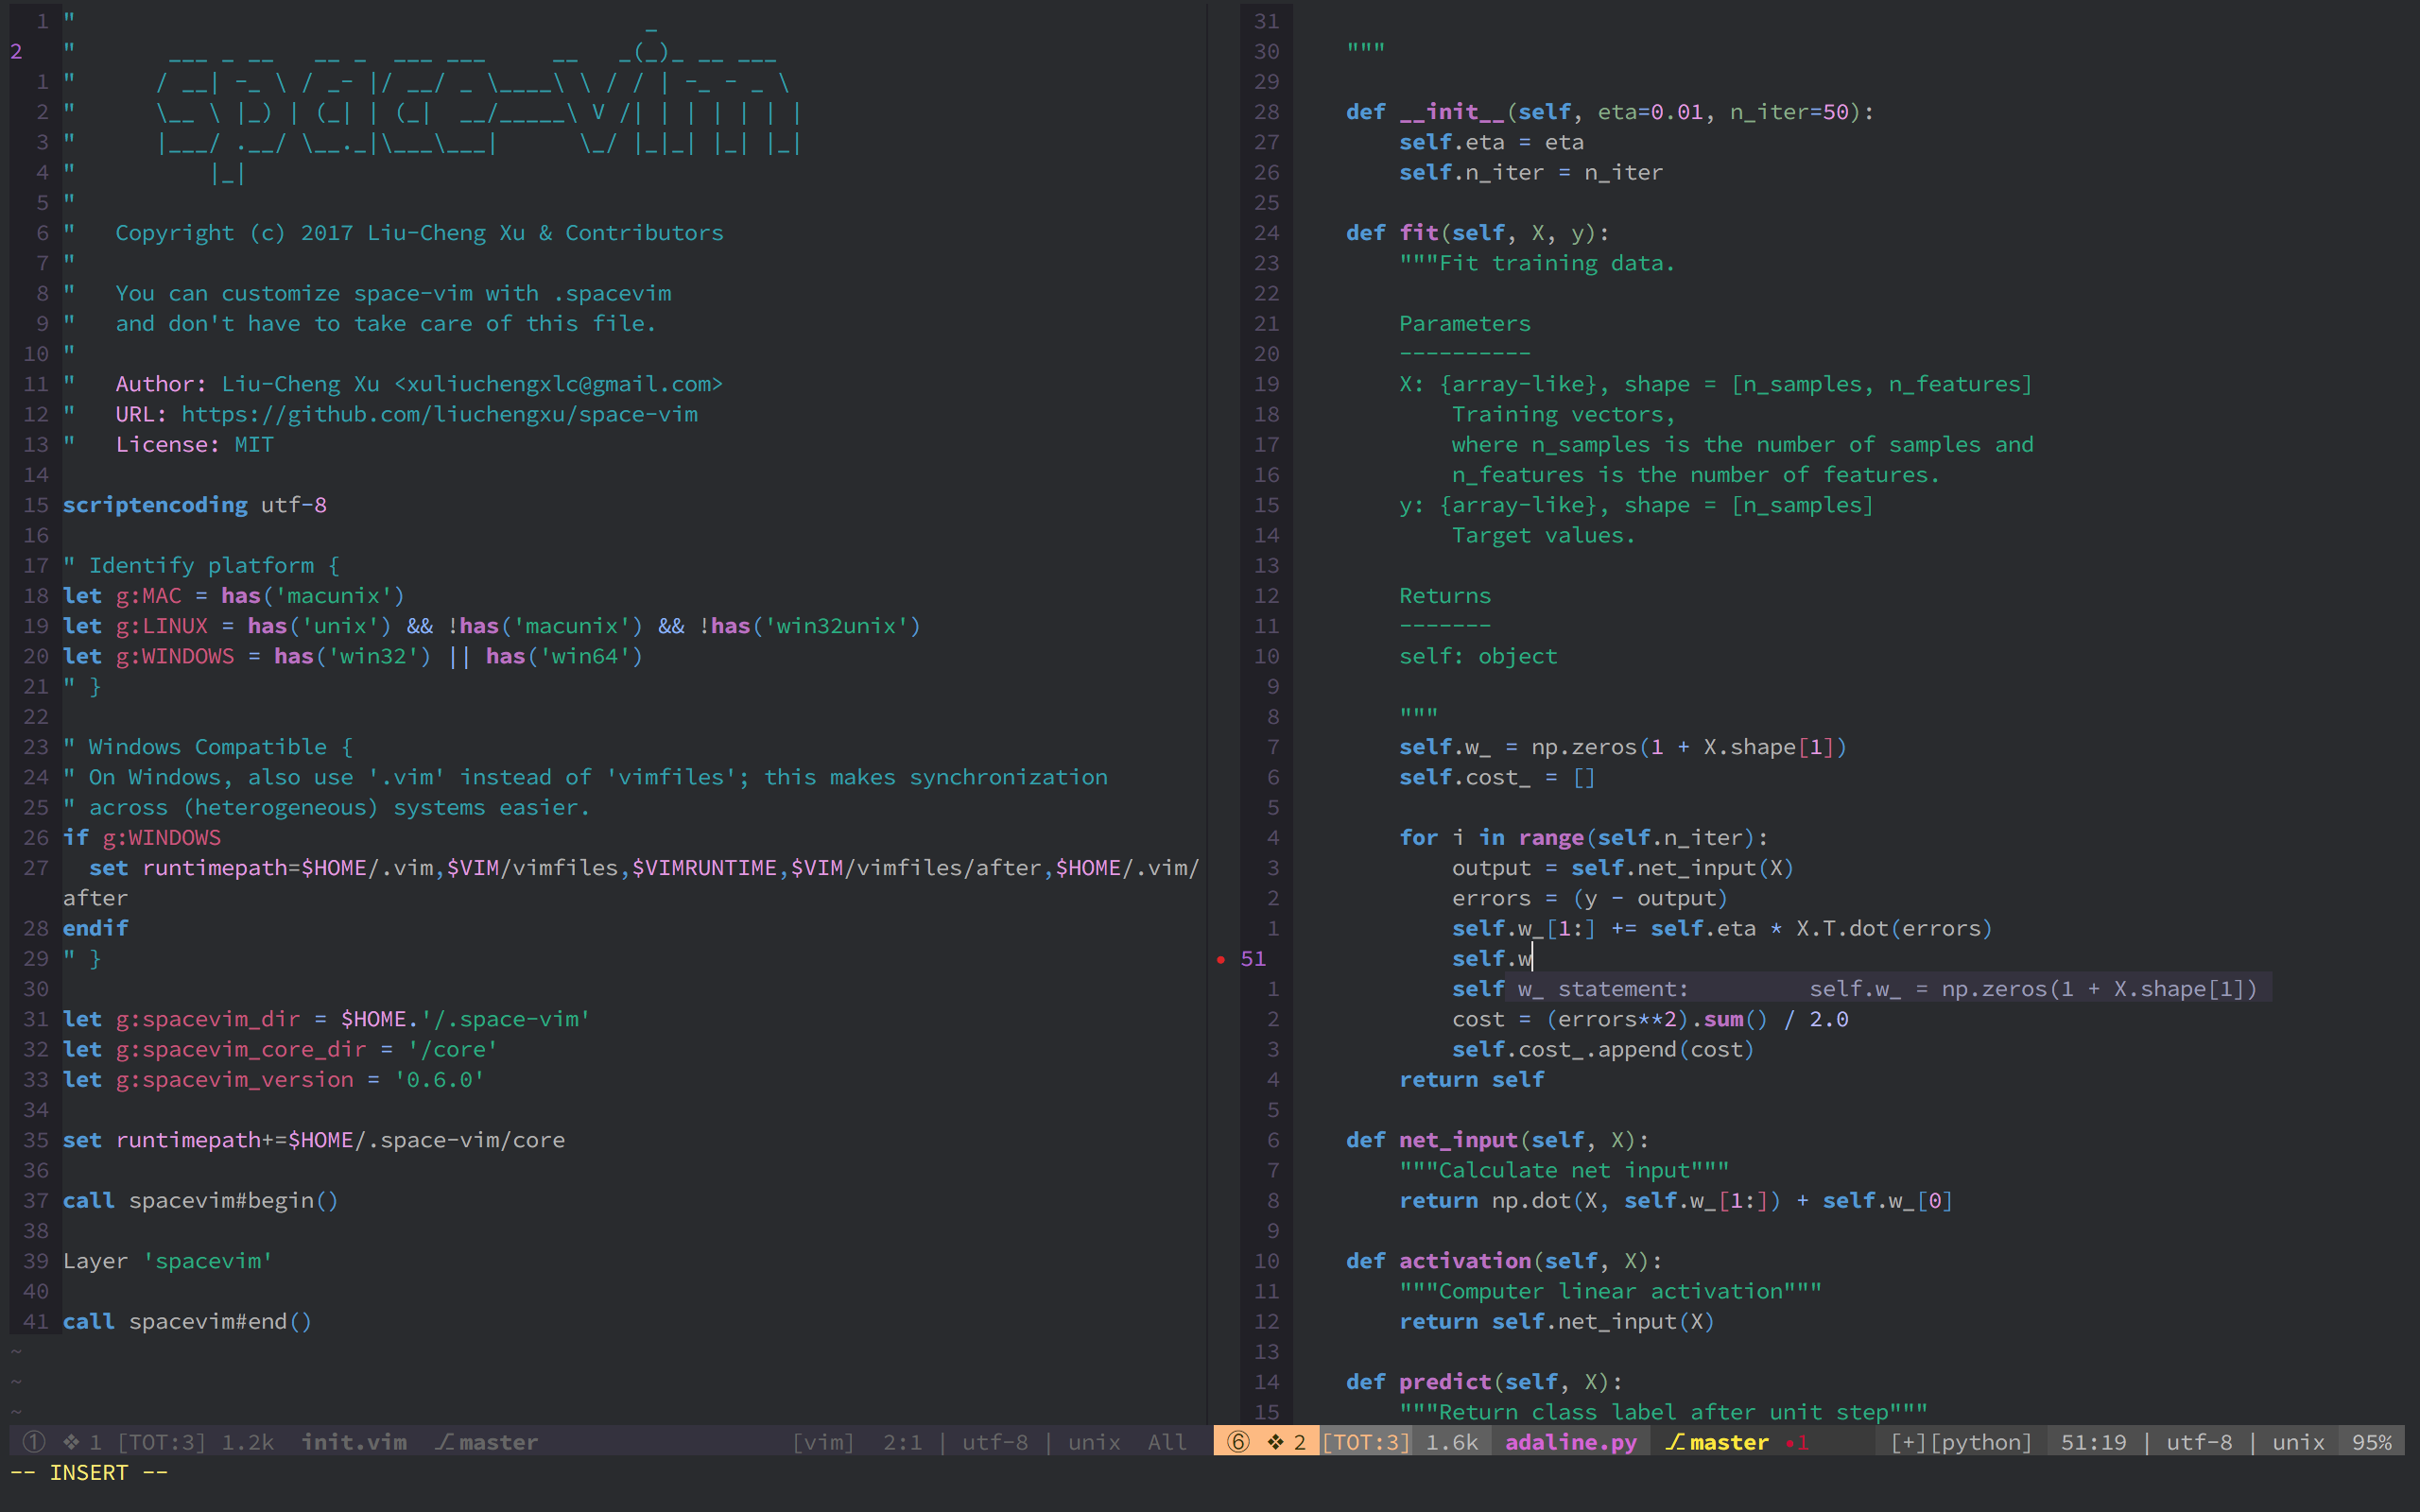 1 "                                           _
2   "       ___ _ __   __ _  ___ ___     __   _(_)_ __ ___
  1 "      / __| '_ \ / _` |/ __/ _ \____\ \ / / | '_ ` _ \
  2 "      \__ \ |_) | (_| | (_|  __/_____\ V /| | | | | | |
  3 "      |___/ .__/ \__,_|\___\___|      \_/ |_|_| |_| |_|
  4 "          |_|
  5 "
  6 "   Copyright (c) 2017 Liu-Cheng Xu & Contributors
  7 "
  8 "   You can customize space-vim with .spacevim
  9 "   and don't have to take care of this file.
 10 "
 11 "   Author: Liu-Cheng Xu <xuliuchengxlc@gmail.com>
 12 "   URL: https://github.com/liuchengxu/space-vim
 13 "   License: MIT
 14
 15 scriptencoding utf-8
 16
 17 " Identify platform {
 18 let g:MAC = has('macunix')
 19 let g:LINUX = has('unix') && !has('macunix') && !has('win32unix')
 20 let g:WINDOWS = has('win32') || has('win64')
 21 " }
 22
 23 " Windows Compatible {
 24 " On Windows, also use '.vim' instead of 'vimfiles'; this makes synchronization
 25 " across (heterogeneous) systems easier.
 26 if g:WINDOWS
 27   set runtimepath=$HOME/.vim,$VIM/vimfiles,$VIMRUNTIME,$VIM/vimfiles/after,$HOME/.vim/
    after
 28 endif
 29 " }
 30
 31 let g:spacevim_dir = $HOME.'/.space-vim'
 32 let g:spacevim_core_dir = '/core'
 33 let g:spacevim_version = '0.6.0'
 34
 35 set runtimepath+=$HOME/.space-vim/core
 36
 37 call spacevim#begin()
 38
 39 Layer 'spacevim'
 40
 41 call spacevim#end()
~
~
~
① ❖ 1 [TOT:3] 1.2k  init.vim  ⎇master  [vim]  2:1 | utf-8 | unix  All
31
30     """
29
28     def __init__(self, eta=0.01, n_iter=50):
27         self.eta = eta
26         self.n_iter = n_iter
25
24     def fit(self, X, y):
23         """Fit training data.
22
21         Parameters
20         ----------
19         X: {array-like}, shape = [n_samples, n_features]
18             Training vectors,
17             where n_samples is the number of samples and
16             n_features is the number of features.
15         y: {array-like}, shape = [n_samples]
14             Target values.
13
12         Returns
11         -------
10         self: object
 9
 8         """
 7         self.w_ = np.zeros(1 + X.shape[1])
 6         self.cost_ = []
 5
 4         for i in range(self.n_iter):
 3             output = self.net_input(X)
 2             errors = (y - output)
 1             self.w_[1:] += self.eta * X.T.dot(errors)
• 51            self.w
 1             self w_ statement:         self.w_ = np.zeros(1 + X.shape[1])
 2             cost = (errors**2).sum() / 2.0
 3             self.cost_.append(cost)
 4         return self
 5
 6     def net_input(self, X):
 7         """Calculate net input"""
 8         return np.dot(X, self.w_[1:]) + self.w_[0]
 9
10     def activation(self, X):
11         """Computer linear activation"""
12         return self.net_input(X)
13
14     def predict(self, X):
15         """Return class label after unit step"""
⑥ ❖ 2 [TOT:3] 1.6k  adaline.py  ⎇master •1  [+][python]  51:19 | utf-8 | unix  95%
-- INSERT --